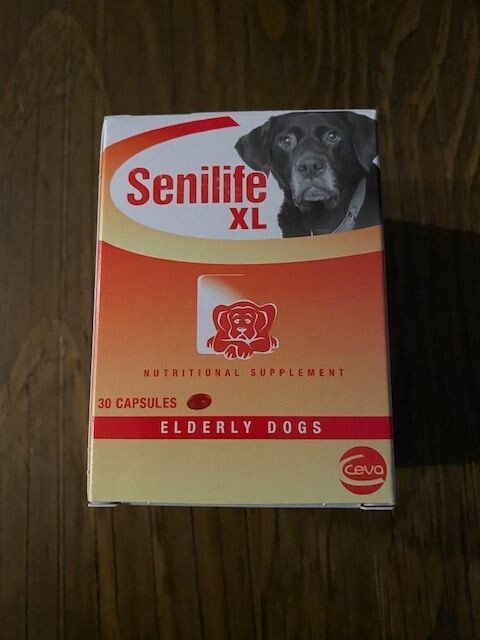 Senilife
XL
NUTRITIONAL SUPPLEMENT
30 CAPSULES
ELDERLY DOGS
ceva